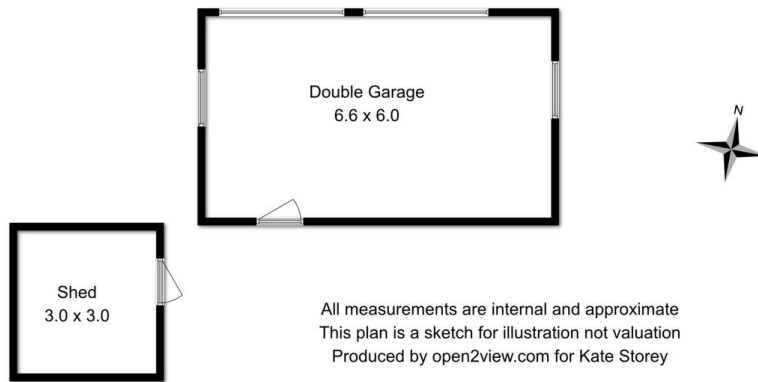 Double Garage
6.6 x 6.0
N
Shed
3.0 x 3.0
All measurements are internal and approximate
This plan is a sketch for illustration not valuation
Produced by open2view.com for Kate Storey